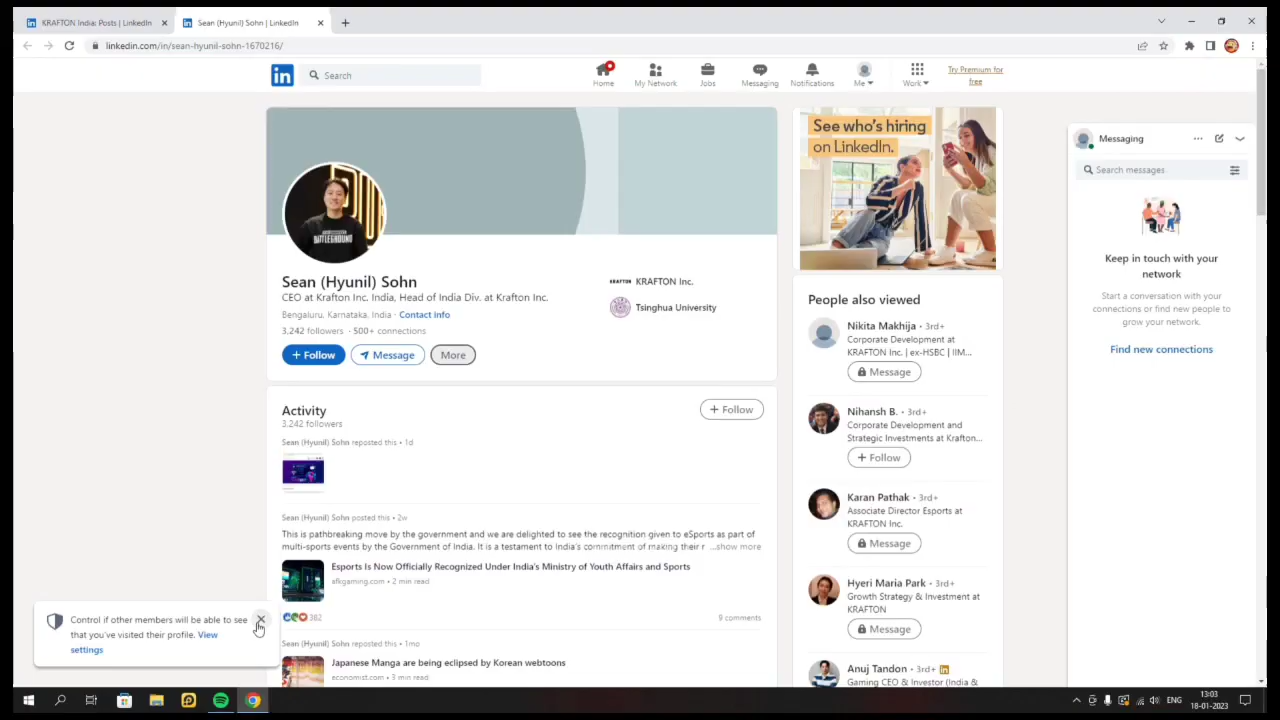 KRAFTON India: Posts | LinkedIn
Sean (Hyunil) Sohn | LinkedIn
linkedin.com/in/sean-hyunil-sohn-1670216/
in
Search
Home
My Network
Jobs
Messaging
Notifications
Me
Work
Try Premium for
free
BATTLEGROUNDS
Sean (Hyunil) Sohn
CEO at Krafton Inc. India, Head of India Div. at Krafton Inc.
Bengaluru, Karnataka, India · Contact info
3,242 followers · 500+ connections
+ Follow
Message
More
KRAFTON KRAFTON Inc.
Tsinghua University
Activity
3,242 followers
+ Follow
Sean (Hyunil) Sohn reposted this • 1d
Sean (Hyunil) Sohn posted this • 2w
This is pathbreaking move by the government and we are delighted to see the recognition given to eSports as part of
multi-sports events by the Government of India. It is a testament to India's commitment of making their r ...show more
Esports Is Now Officially Recognized Under India's Ministry of Youth Affairs and Sports
afkgaming.com • 2 min read
382
9 comments
Sean (Hyunil) Sohn reposted this • 1mo
Japanese Manga are being eclipsed by Korean webtoons
economist.com • 3 min read
See who's hiring
on LinkedIn.
People also viewed
Nikita Makhija • 3rd+
Corporate Development at
KRAFTON Inc. | ex-HSBC | IIM...
Message
Nihansh B. • 3rd+
Corporate Development and
Strategic Investments at Krafton...
+ Follow
Karan Pathak • 3rd+
Associate Director Esports at
KRAFTON Inc.
Message
Hyeri Maria Park • 3rd+
Growth Strategy & Investment at
KRAFTON
Message
Anuj Tandon • 3rd+ in
Gaming CEO & Investor (India &
Messaging
Search messages
Keep in touch with your
network
Start a conversation with your
connections or find new people to
grow your network.
Find new connections
Control if other members will be able to see
that you've visited their profile. View
settings
ENG
13:03
18-01-2023